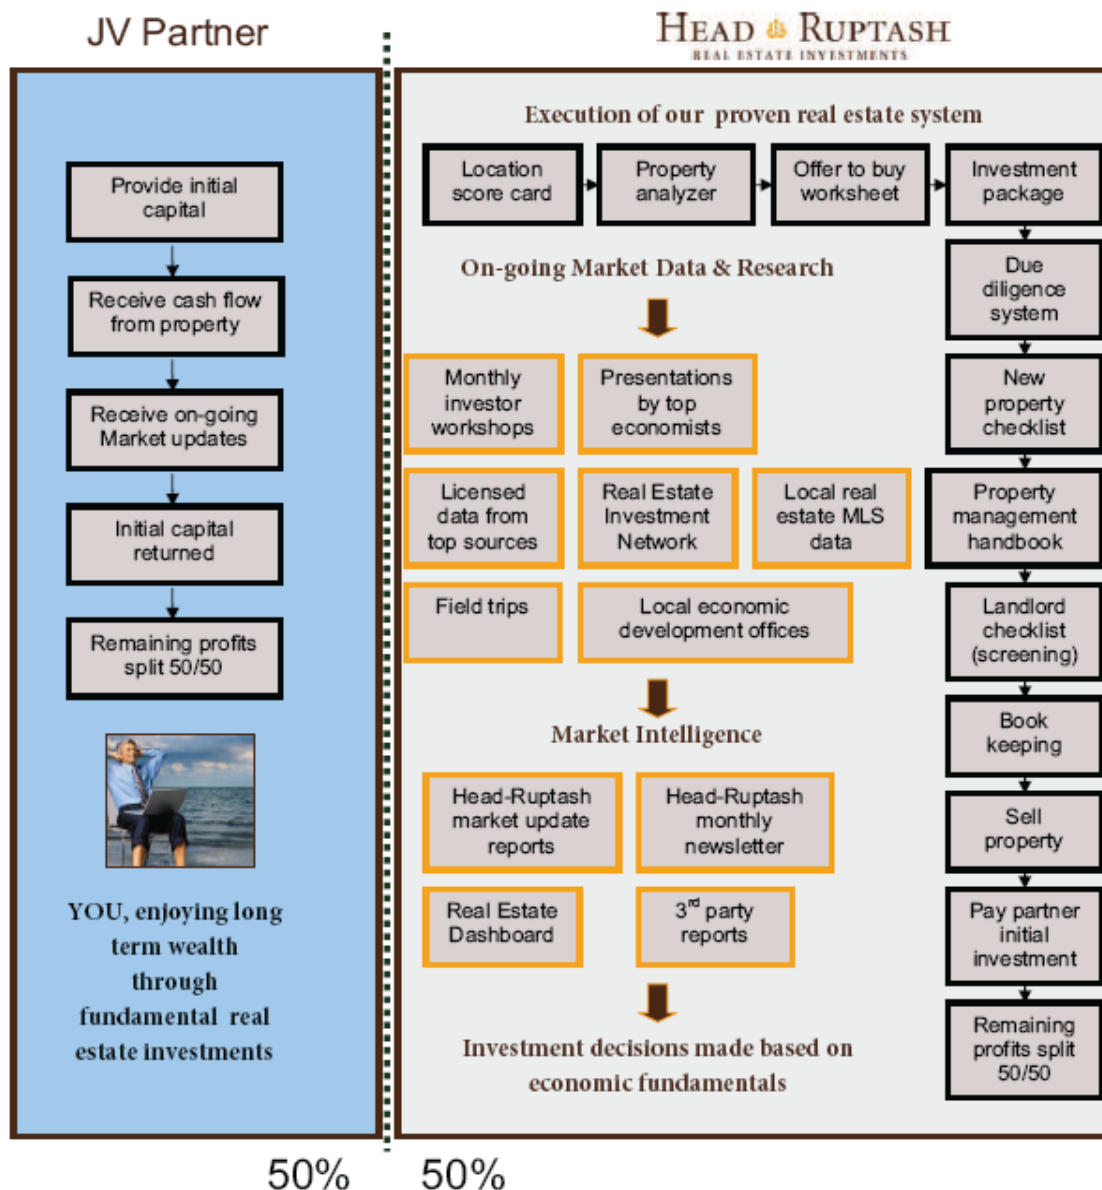 JV Partner
HEAD RUPTASH
REAL ESTATE INVESTMENTS
Provide initial
capital
Receive cash flow
from property
Receive on-going
Market updates
Initial capital
returned
Remaining profits
split 50/50
YOU, enjoying long
term wealth
through
fundamental real
estate investments
Execution of our proven real estate system
Location
score card
Property
analyzer
Offer to buy
worksheet
Investment
package
Due
diligence
system
New
property
checklist
Property
management
handbook
Landlord
checklist
(screening)
Book
keeping
Sell
property
Pay partner
initial
investment
Remaining
profits split
50/50
On-going Market Data & Research
Monthly
investor
workshops
Presentations
by top
economists
Licensed
data from
top sources
Real Estate
Investment
Network
Local real
estate MLS
data
Field trips
Local economic
development offices
Market Intelligence
Head-Ruptash
market update
reports
Head-Ruptash
monthly
newsletter
Real Estate
Dashboard
3rd party
reports
Investment decisions made based on
economic fundamentals
50%
50%